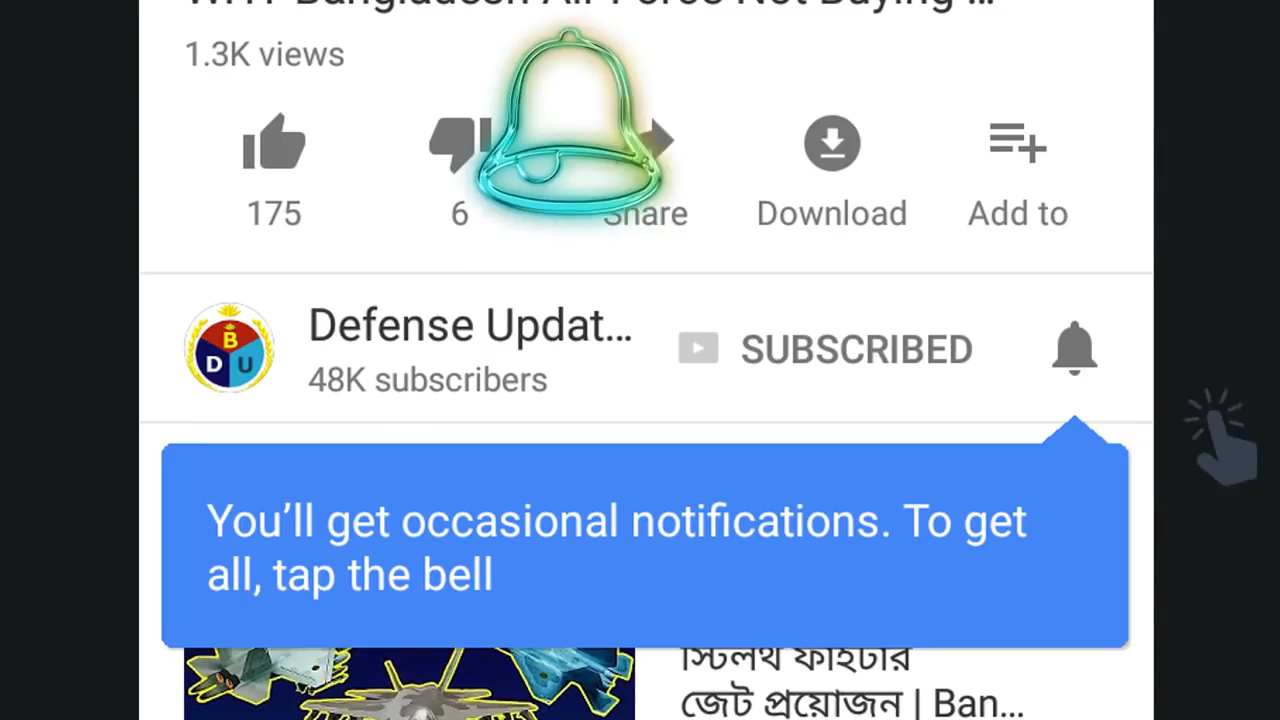 Bangladesh Air Force Not Buying ...
1.3K views
175
6
Share
Download
Add to
B
D U
Defense Updat...
48K subscribers
SUBSCRIBED
You'll get occasional notifications. To get
all, tap the bell
স্টিলথ ফাইটার
জেট প্রয়োজন | Ban...